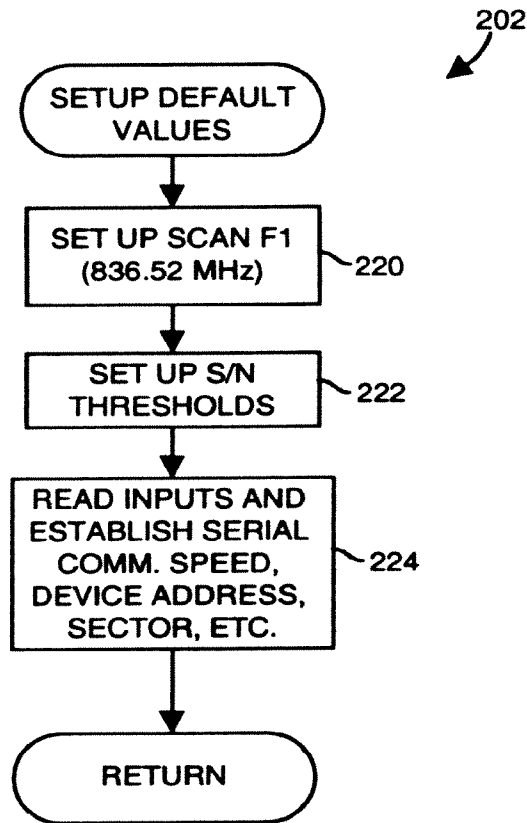 202
SETUP DEFAULT
VALUES
SET UP SCAN F1
(836.52 MHz)
220
SET UP S/N
THRESHOLDS
222
READ INPUTS AND
ESTABLISH SERIAL
COMM. SPEED,
DEVICE ADDRESS,
SECTOR, ETC.
224
RETURN